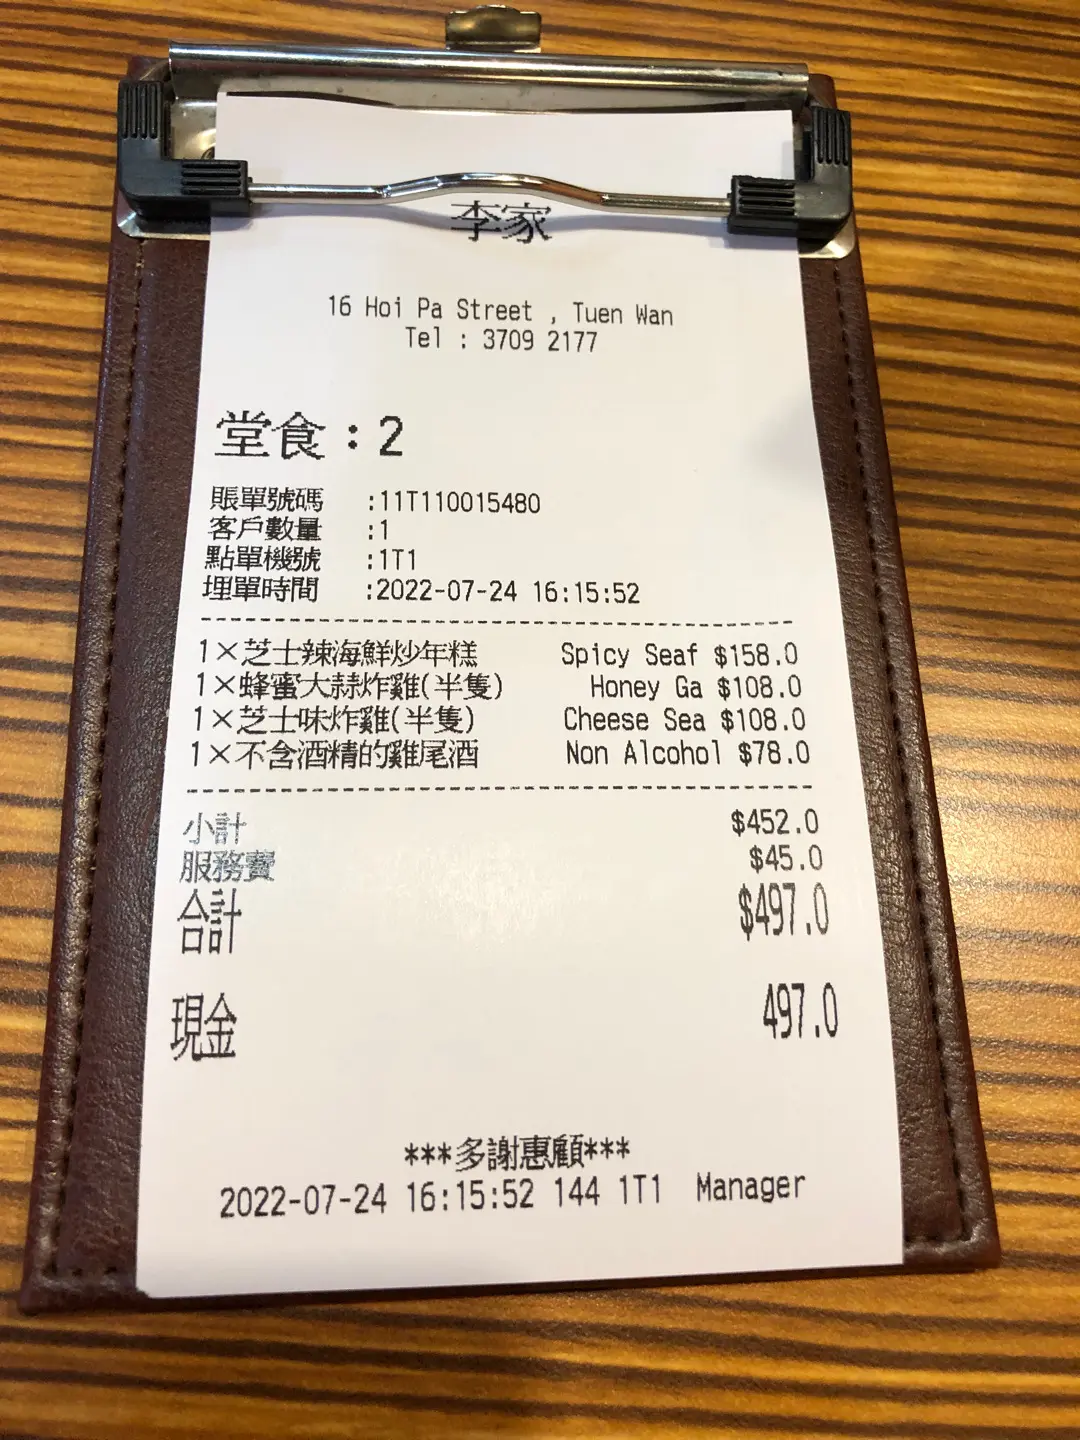 李家
16 Hoi Pa Street , Tuen Wan
Tel : 3709 2177
堂食：2
賬單號碼 :11T110015480
客戶數量 :1
點單機號 :1T1
埋單時間 :2022-07-24 16:15:52
1×芝士辣海鮮炒年糕 Spicy Seaf $158.0
1×蜂蜜大蒜炸雞(半隻) Honey Ga $108.0
1×芝士味炸雞(半隻) Cheese Sea $108.0
1×不含酒精的雞尾酒 Non Alcohol $78.0
小計 $452.0
服務費 $45.0
合計 $497.0
現金 497.0
***多謝惠顧***
2022-07-24 16:15:52 144 1T1 Manager